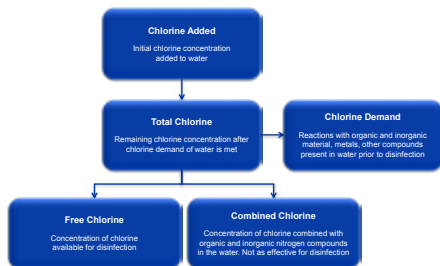 Chlorine Added
Initial chlorine concentration
added to water
Total Chlorine
Remaining chlorine concentration after
chlorine demand of water is met
Chlorine Demand
Reactions with organic and inorganic
material, metals, other compounds
present in water prior to disinfection
Free Chlorine
Concentration of chlorine
available for disinfection
Combined Chlorine
Concentration of chlorine combined with
organic and inorganic nitrogen compounds
in the water. Not as effective for disinfection